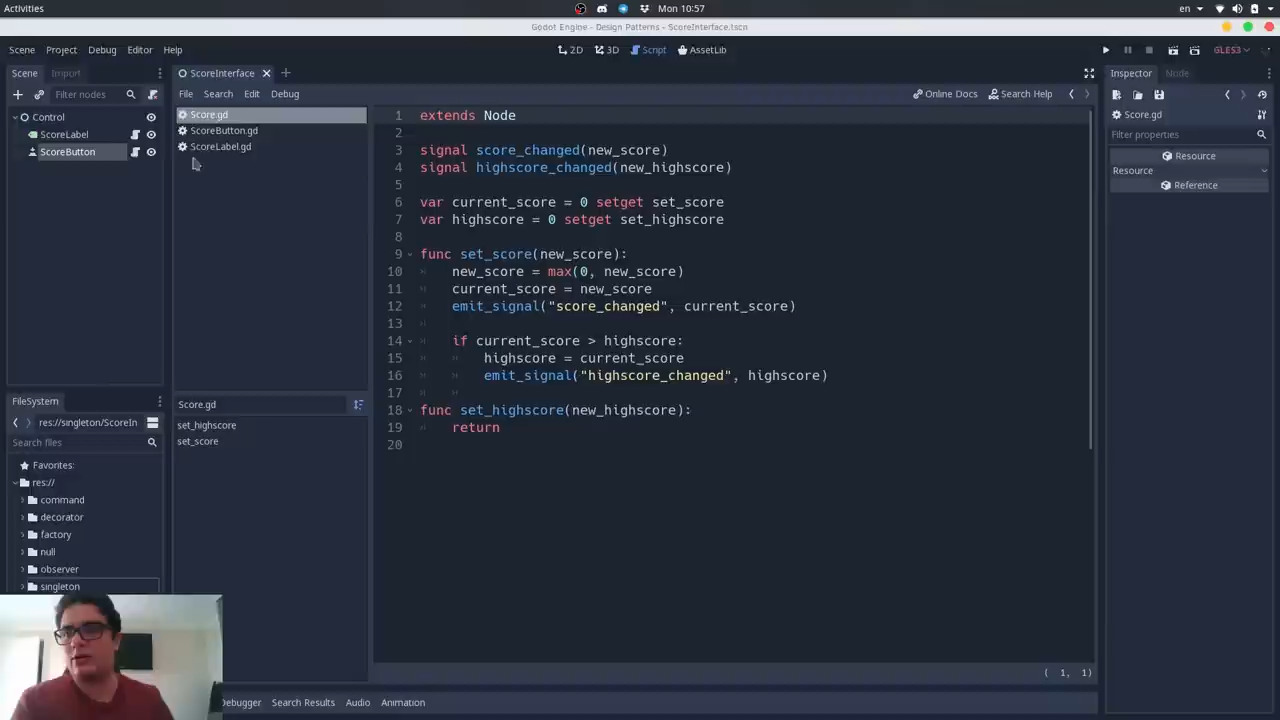 Activities
Mon 10:57
en
Godot Engine - Design Patterns - ScoreInterface.tscn
Scene Project Debug Editor Help
2D 3D Script AssetLib
GLES3
Scene Import
ScoreInterface
Inspector Node
Filter nodes
File Search Edit Debug
Online Docs Search Help
Control
ScoreLabel
ScoreButton
Score.gd
ScoreButton.gd
ScoreLabel.gd
1 extends Node
2
3 signal score_changed(new_score)
4 signal highscore_changed(new_highscore)
5
6 var current_score = 0 setget set_score
7 var highscore = 0 setget set_highscore
8
9 func set_score(new_score):
10 new_score = max(0, new_score)
11 current_score = new_score
12 emit_signal("score_changed", current_score)
13
14 if current_score > highscore:
15 highscore = current_score
16 emit_signal("highscore_changed", highscore)
17
18 func set_highscore(new_highscore):
19 return
20
Score.gd
Filter properties
Resource
Resource
Reference
FileSystem
res://singleton/ScoreIn
Search files
Favorites:
res://
command
decorator
factory
null
observer
singleton
Score.gd
set_highscore
set_score
( 1, 1)
Debugger Search Results Audio Animation